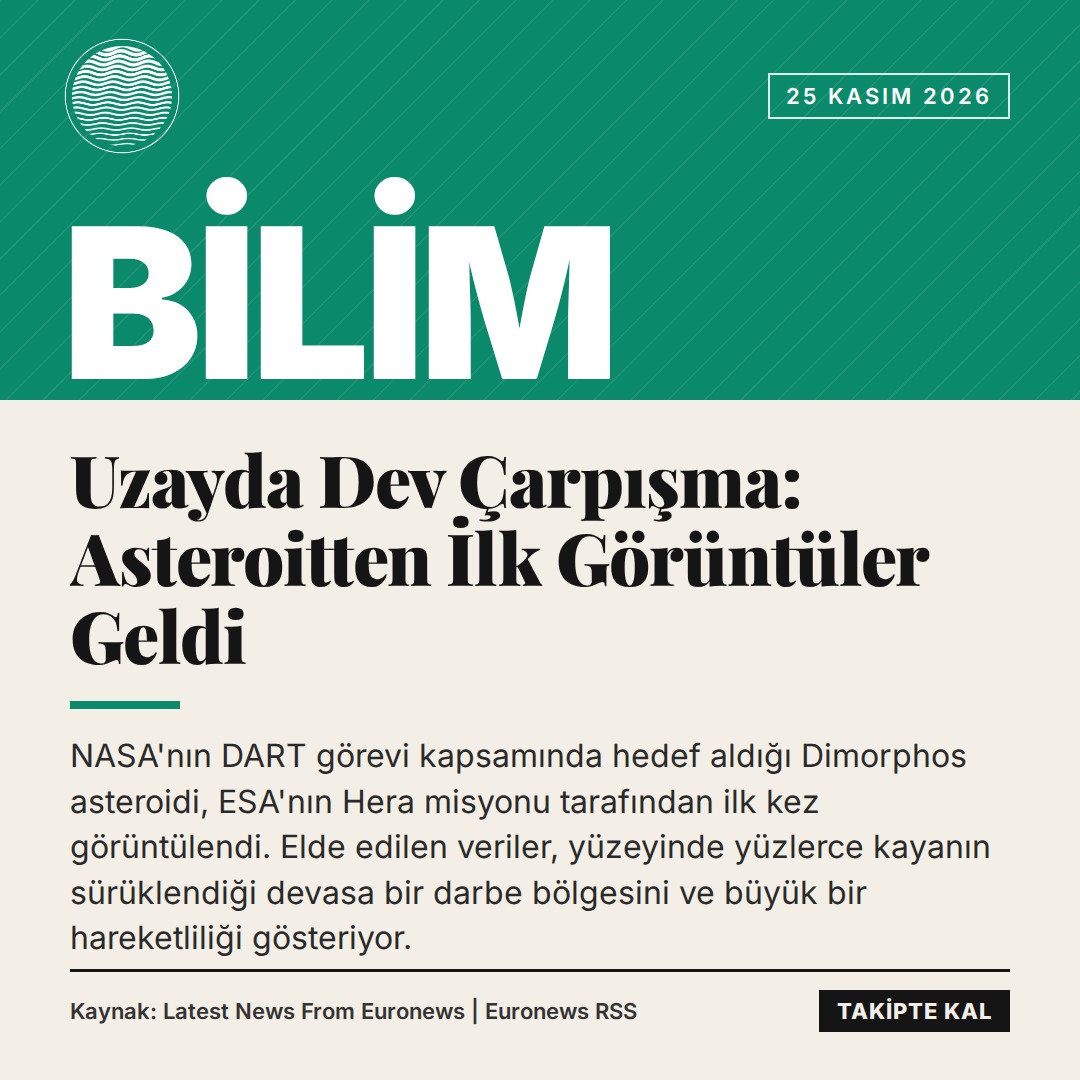 25 KASIM 2026
BİLİM
Uzayda Dev Çarpışma:
Asteroitten İlk Görüntüler
Geldi
NASA'nın DART görevi kapsamında hedef aldığı Dimorphos
asteroidi, ESA'nın Hera misyonu tarafından ilk kez
görüntülendi. Elde edilen veriler, yüzeyinde yüzlerce kayanın
sürüklendiği devasa bir darbe bölgesini ve büyük bir
hareketliliği gösteriyor.
Kaynak: Latest News From Euronews | Euronews RSS
TAKİPTE KAL